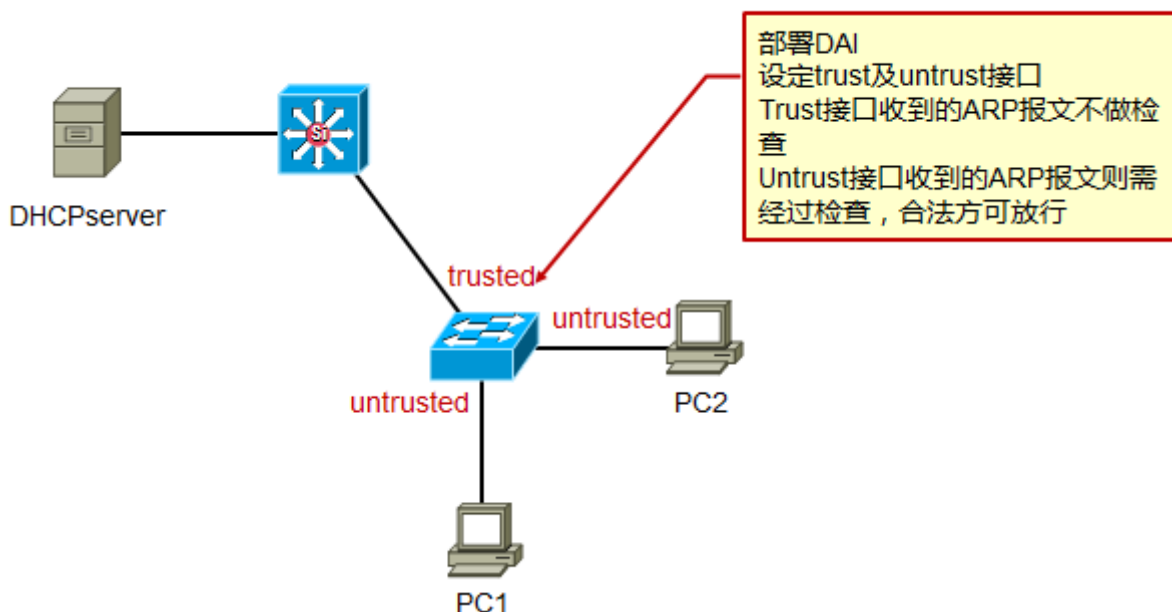 部署DAI
设定trust及untrust接口
Trust接口收到的ARP报文不做检
查
Untrust接口收到的ARP报文则需
经过检查，合法方可放行
Si
DHCPserver
trusted
untrusted
PC2
untrusted
PC1